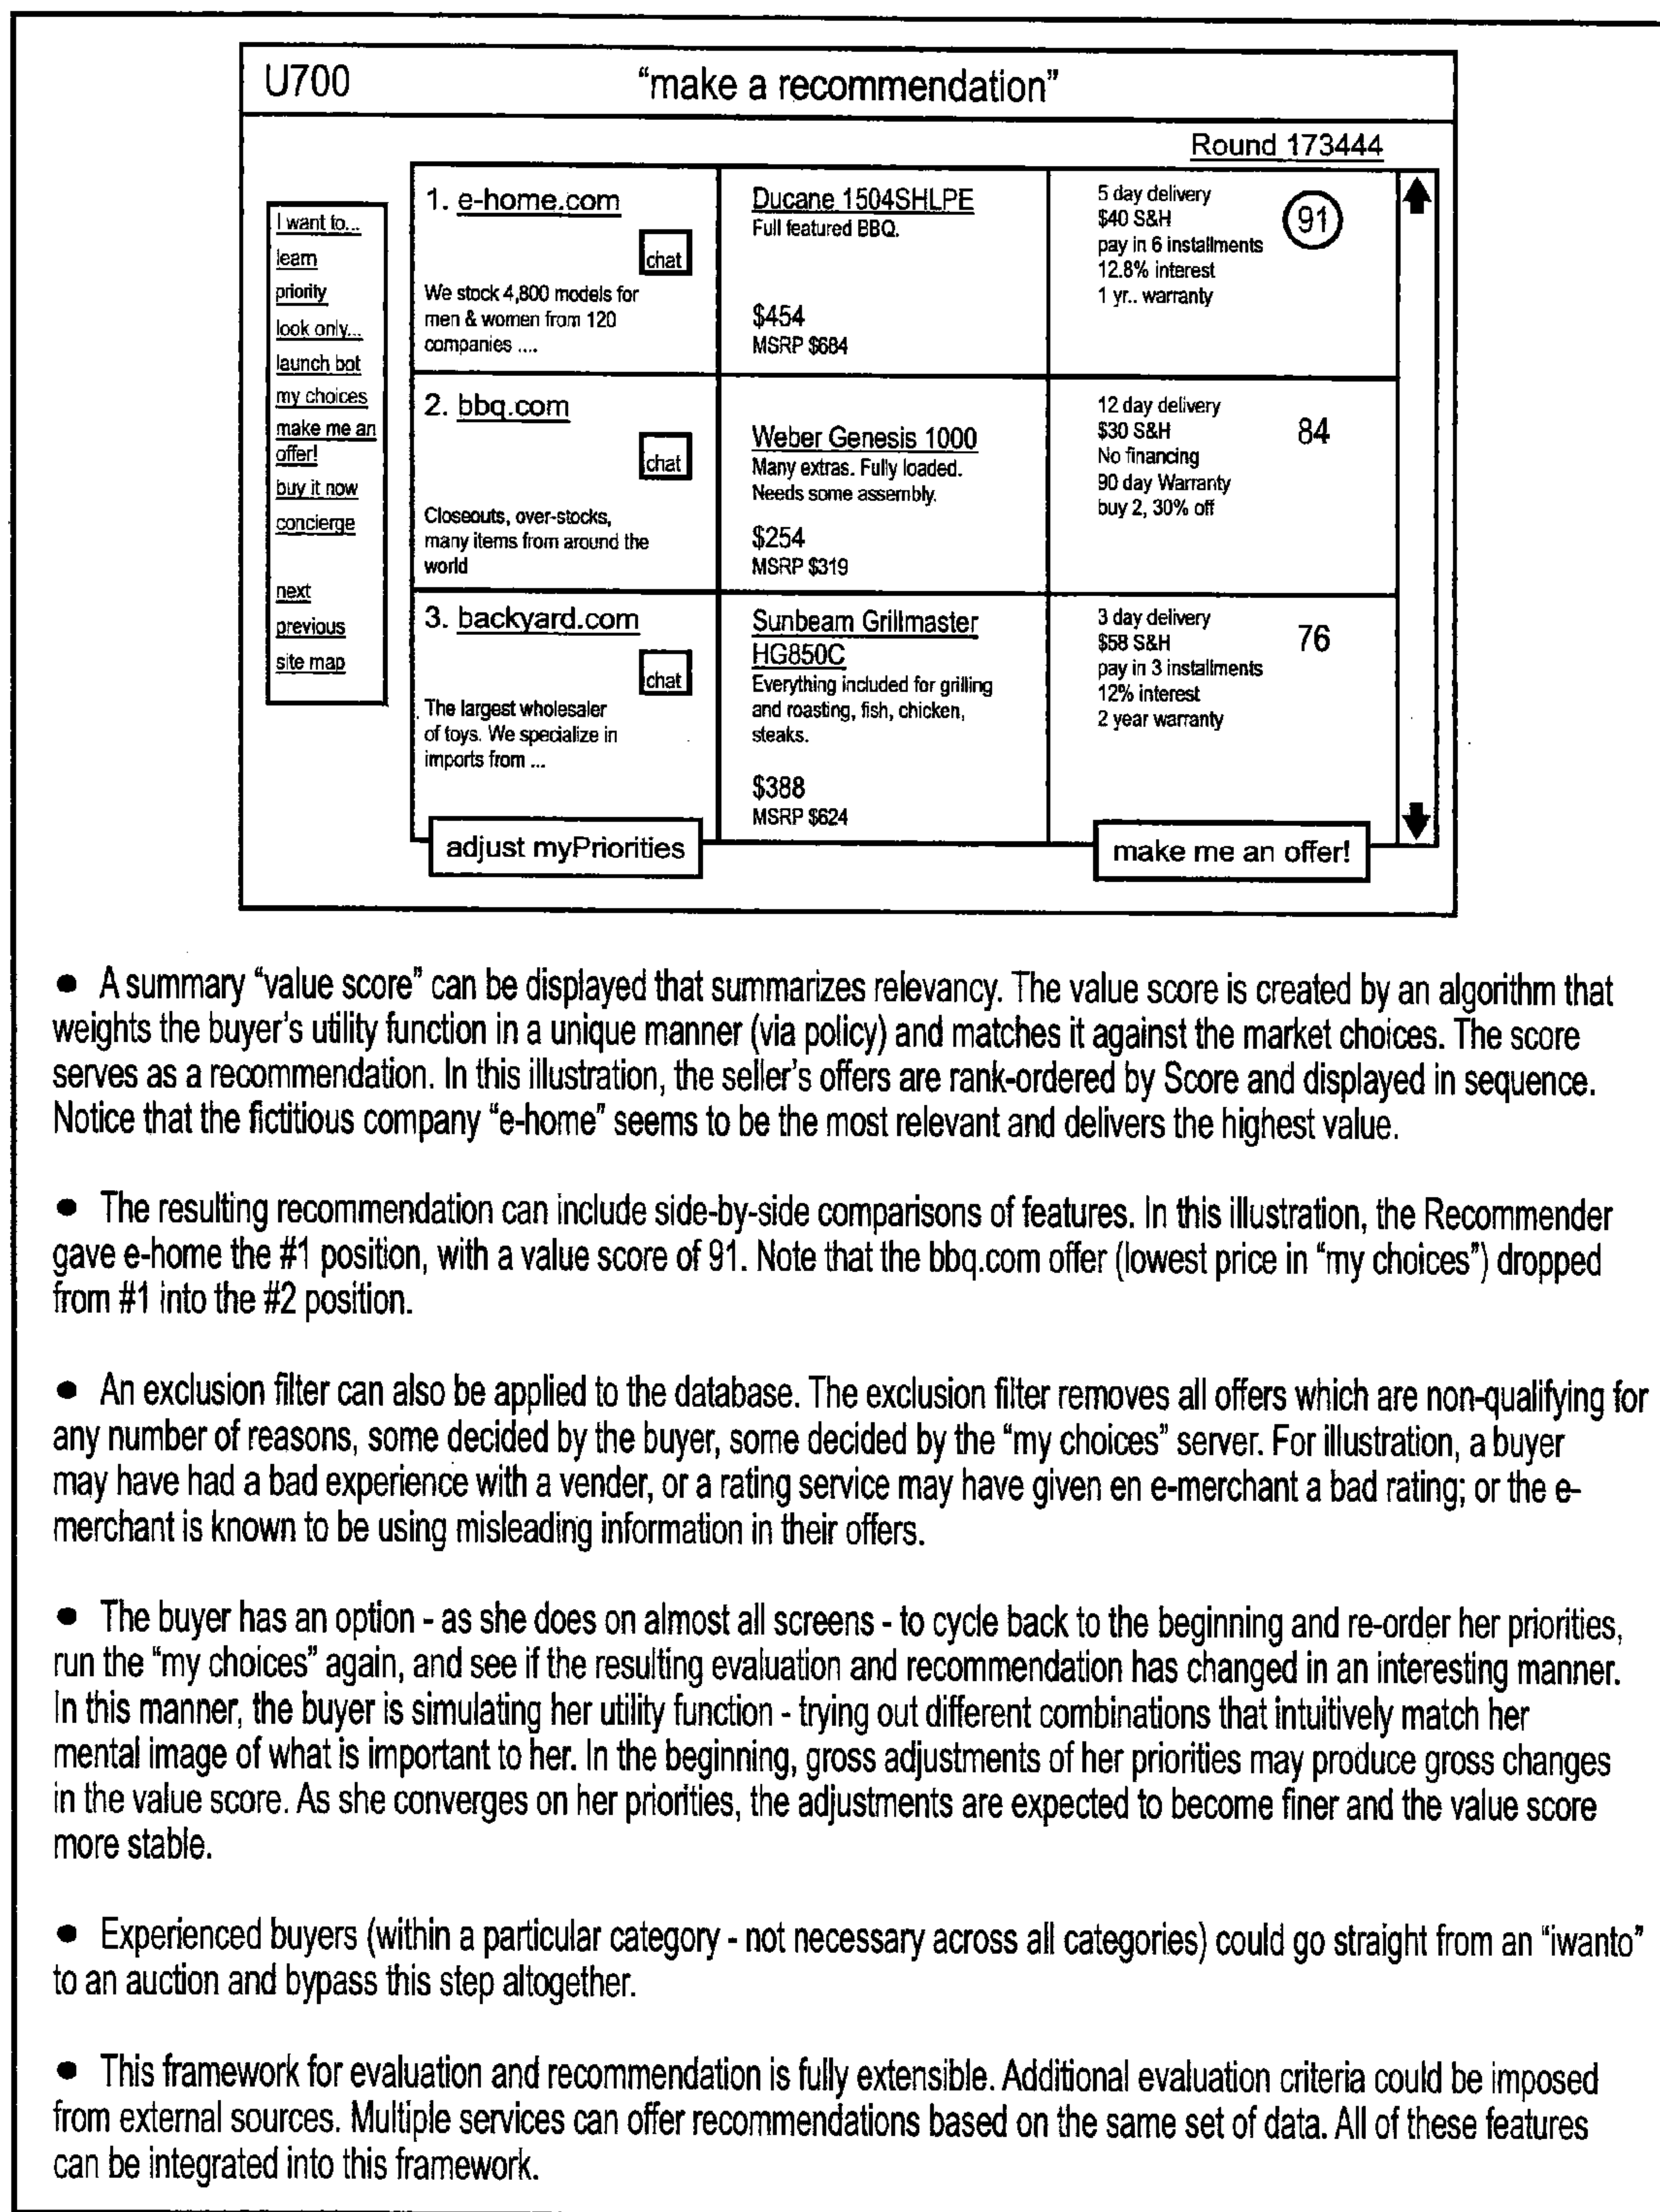 U700
"make a recommendation"
Round 173444
I want to...
learn
priority
look only...
launch bot
my choices
make me an
offer!
buy it now
concierge
next
previous
site map
1. e-home.com
chat
We stock 4,800 models for
men & women from 120
companies ....
Ducane 1504SHLPE
Full featured BBQ.
$454
MSRP $684
5 day delivery
$40 S&H
pay in 6 installments
12.8% interest
1 yr.. warranty
91
2. bbq.com
chat
Closeouts, over-stocks,
many items from around the
world
Weber Genesis 1000
Many extras. Fully loaded.
Needs some assembly.
$254
MSRP $319
12 day delivery
$30 S&H
No financing
90 day Warranty
buy 2, 30% off
84
3. backyard.com
chat
The largest wholesaler
of toys. We specialize in
imports from ...
Sunbeam Grillmaster
HG850C
Everything included for grilling
and roasting, fish, chicken,
steaks.
$388
MSRP $624
3 day delivery
$58 S&H
pay in 3 installments
12% interest
2 year warranty
76
adjust myPriorities
make me an offer!
● A summary "value score" can be displayed that summarizes relevancy. The value score is created by an algorithm that
weights the buyer's utility function in a unique manner (via policy) and matches it against the market choices. The score
serves as a recommendation. In this illustration, the seller's offers are rank-ordered by Score and displayed in sequence.
Notice that the fictitious company "e-home" seems to be the most relevant and delivers the highest value.
● The resulting recommendation can include side-by-side comparisons of features. In this illustration, the Recommender
gave e-home the #1 position, with a value score of 91. Note that the bbq.com offer (lowest price in "my choices") dropped
from #1 into the #2 position.
● An exclusion filter can also be applied to the database. The exclusion filter removes all offers which are non-qualifying for
any number of reasons, some decided by the buyer, some decided by the "my choices" server. For illustration, a buyer
may have had a bad experience with a vender, or a rating service may have given en e-merchant a bad rating; or the e-
merchant is known to be using misleading information in their offers.
● The buyer has an option - as she does on almost all screens - to cycle back to the beginning and re-order her priorities,
run the "my choices" again, and see if the resulting evaluation and recommendation has changed in an interesting manner.
In this manner, the buyer is simulating her utility function - trying out different combinations that intuitively match her
mental image of what is important to her. In the beginning, gross adjustments of her priorities may produce gross changes
in the value score. As she converges on her priorities, the adjustments are expected to become finer and the value score
more stable.
● Experienced buyers (within a particular category - not necessary across all categories) could go straight from an "iwanto"
to an auction and bypass this step altogether.
● This framework for evaluation and recommendation is fully extensible. Additional evaluation criteria could be imposed
from external sources. Multiple services can offer recommendations based on the same set of data. All of these features
can be integrated into this framework.